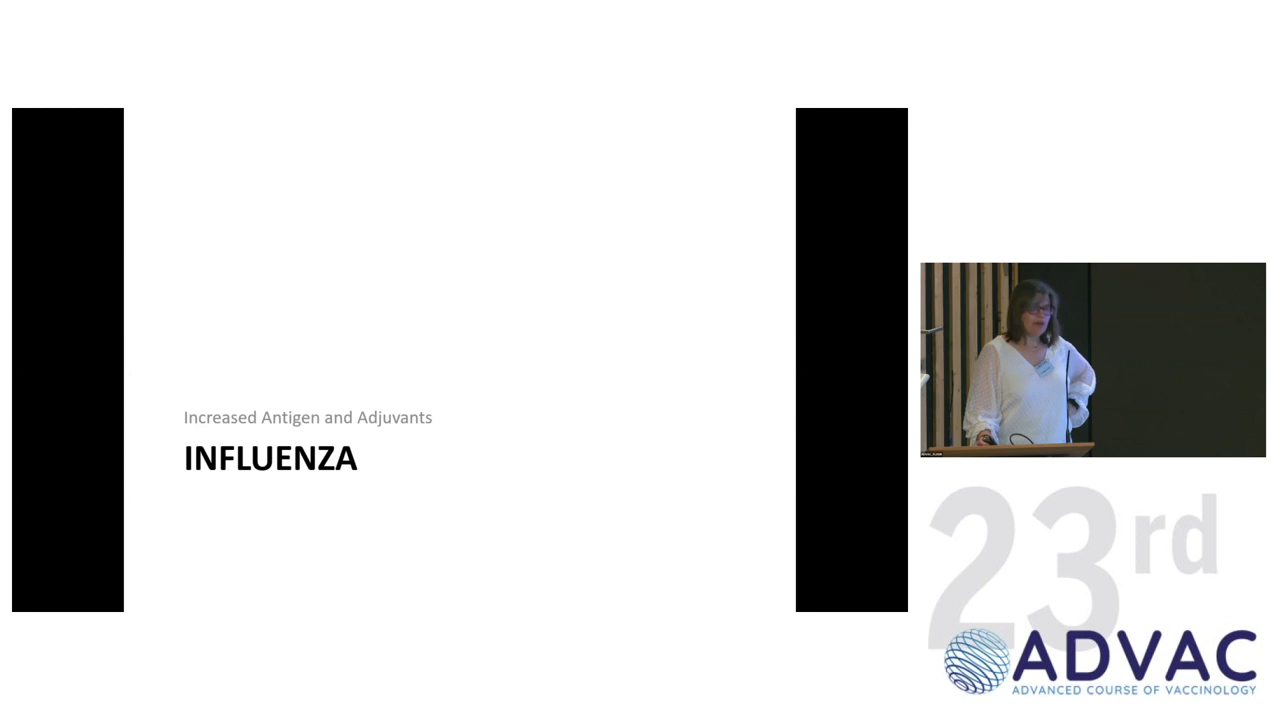 Increased Antigen and Adjuvants
INFLUENZA
23rd
ADVAC
ADVANCED COURSE OF VACCINOLOGY